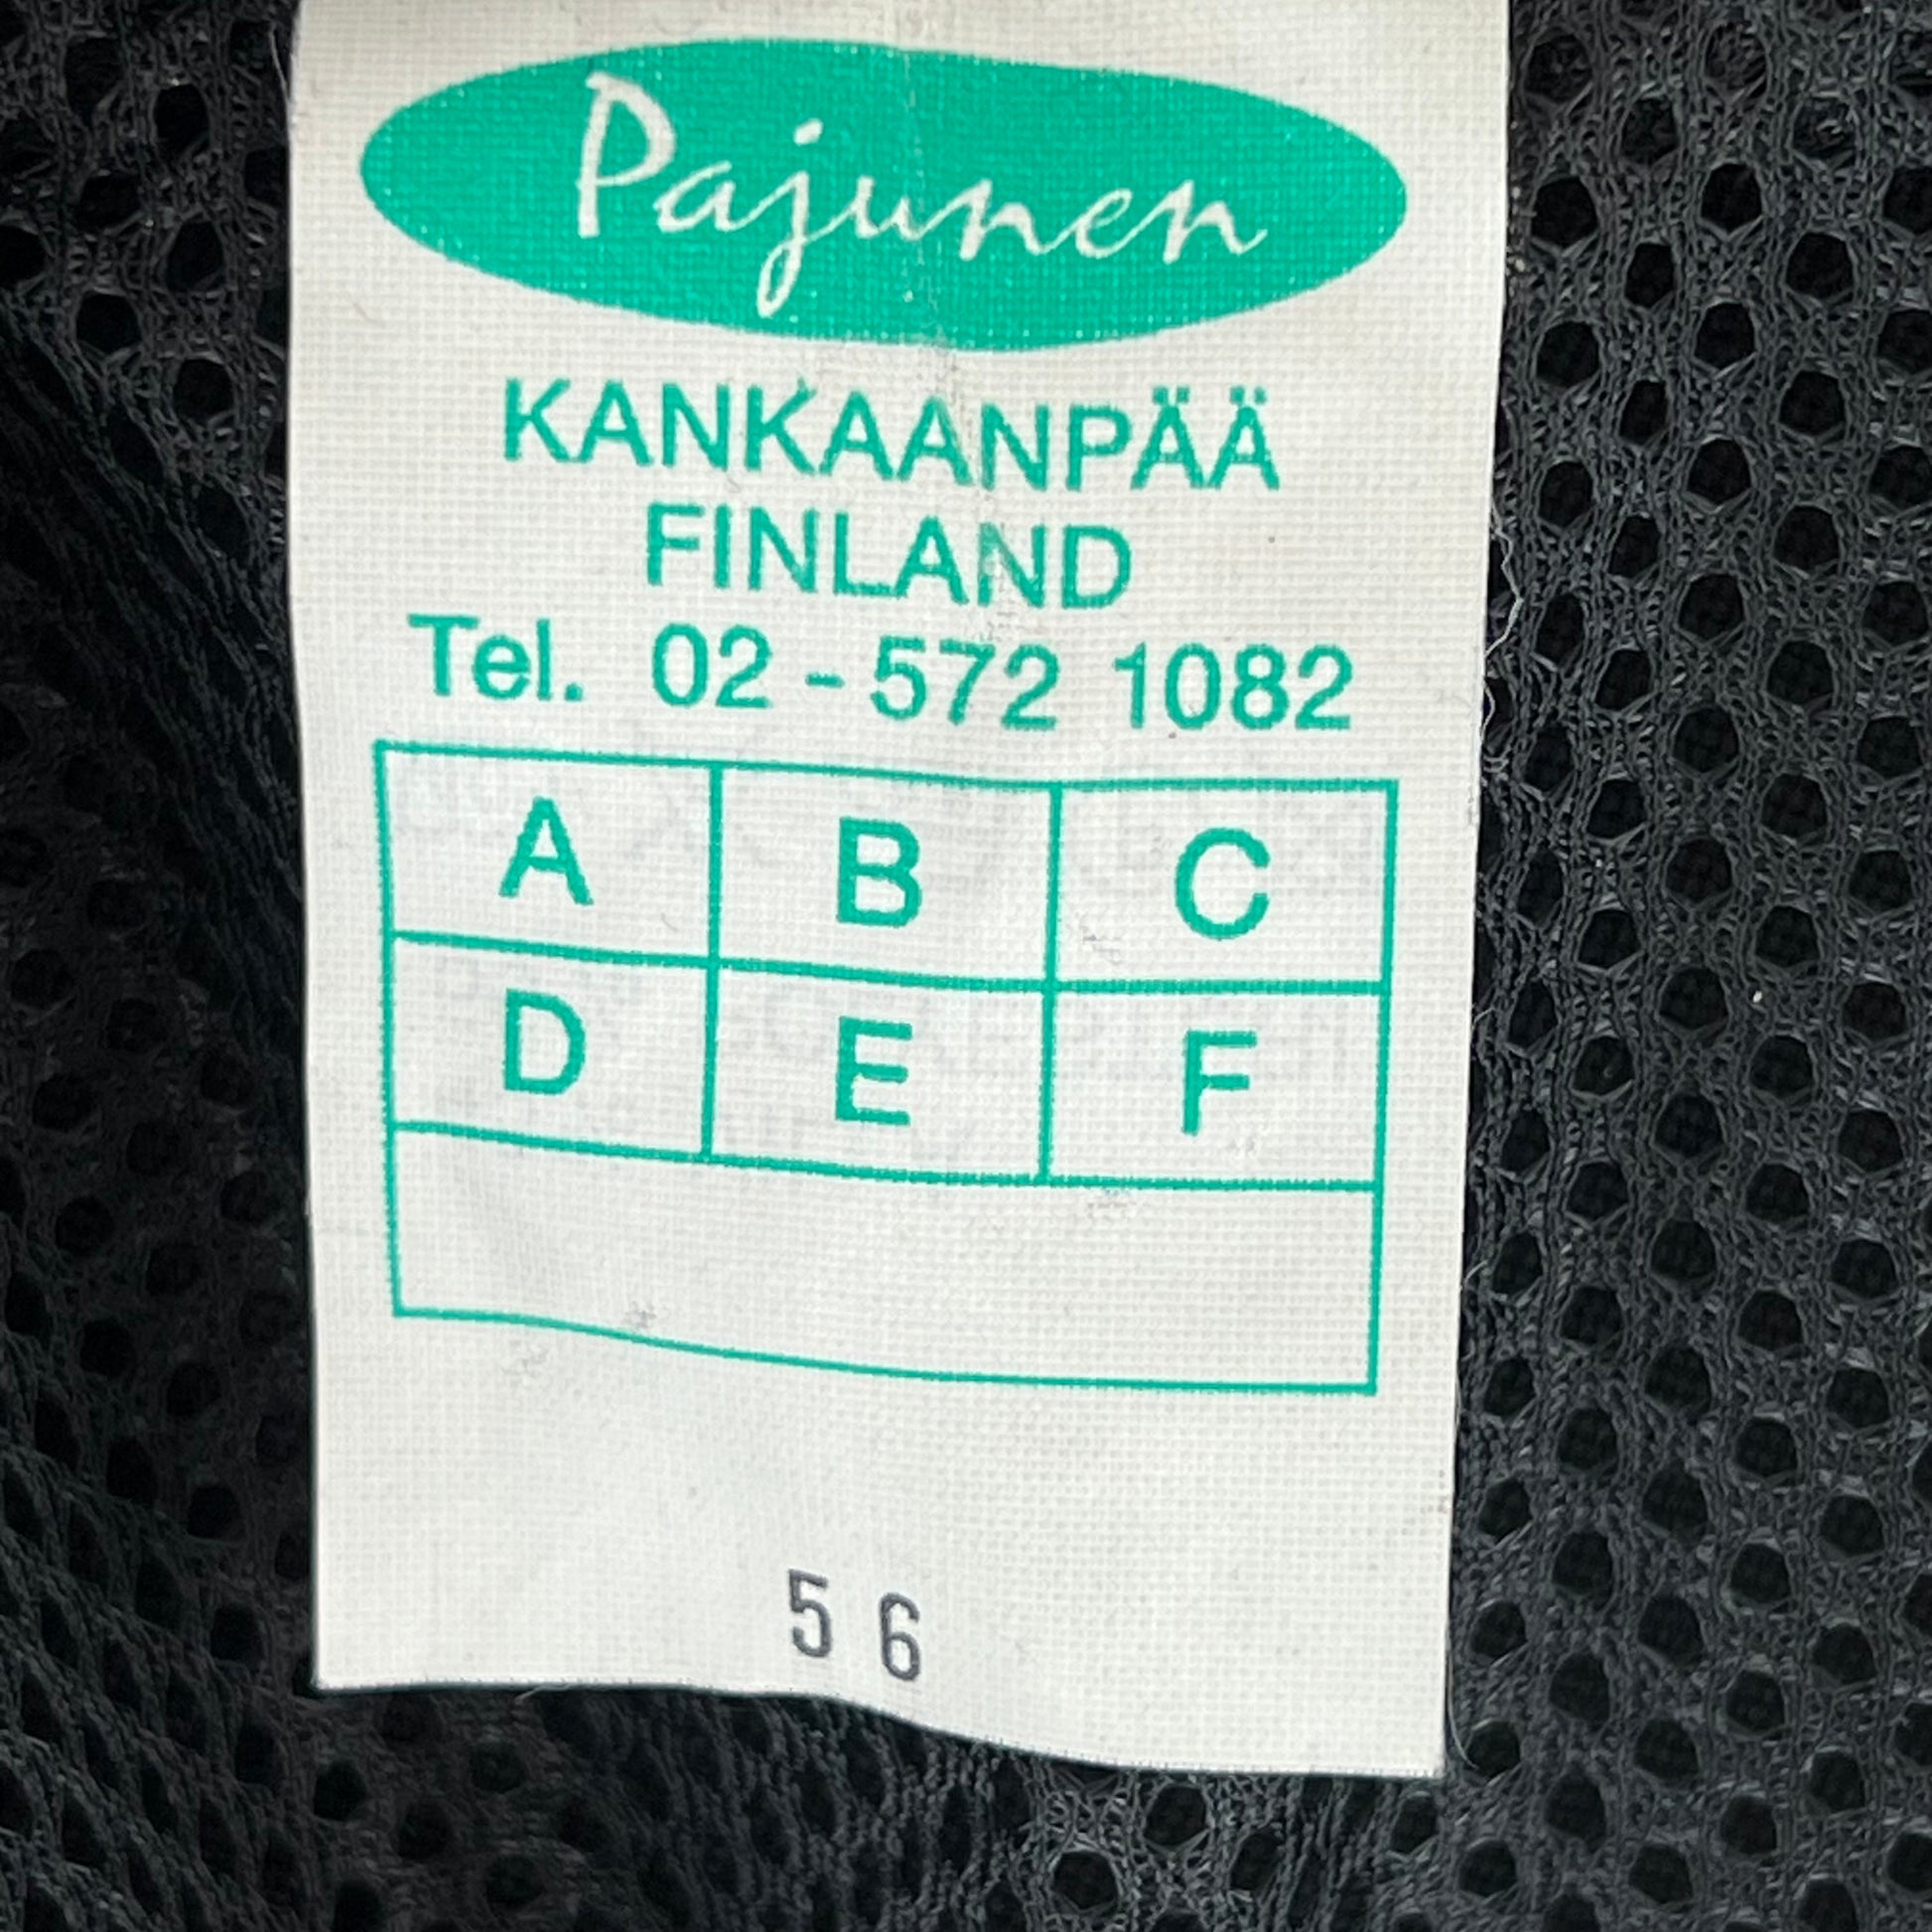 Pajunen
KANKAANPÄÄ
FINLAND
Tel. 02-572 1082
A B C
D E F
56